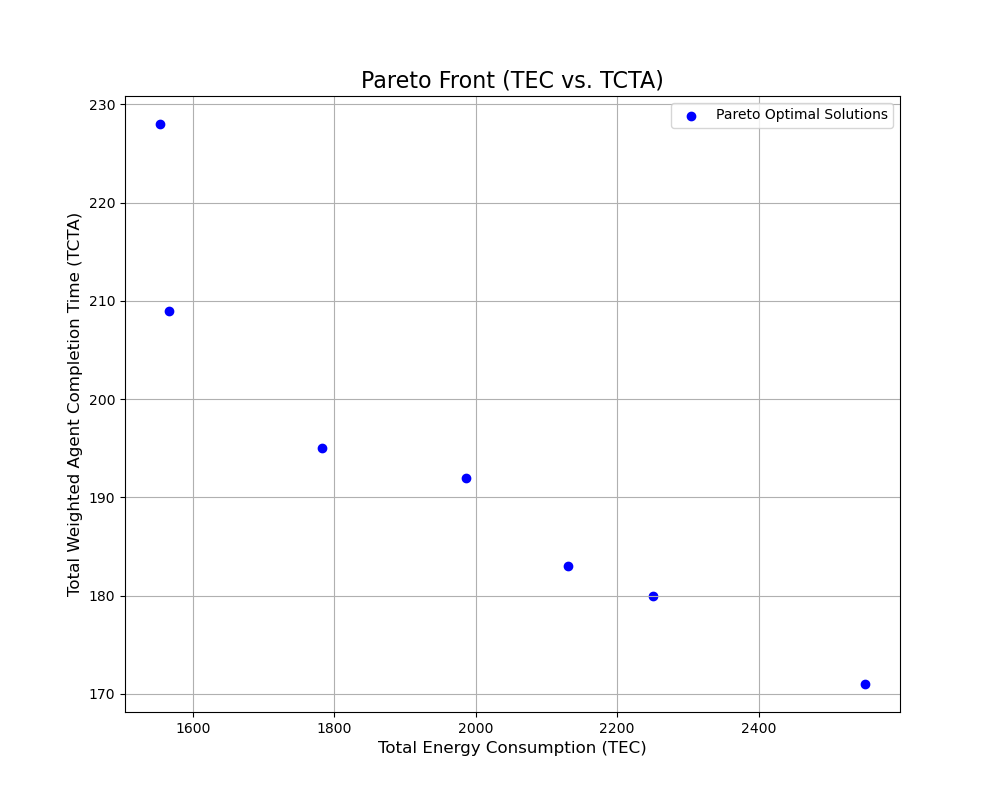 Pareto Front (TEC vs. TCTA)
Pareto Optimal Solutions
Total Weighted Agent Completion Time (TCTA)
230
220
210
200
190
180
170
1600 1800 2000 2200 2400
Total Energy Consumption (TEC)